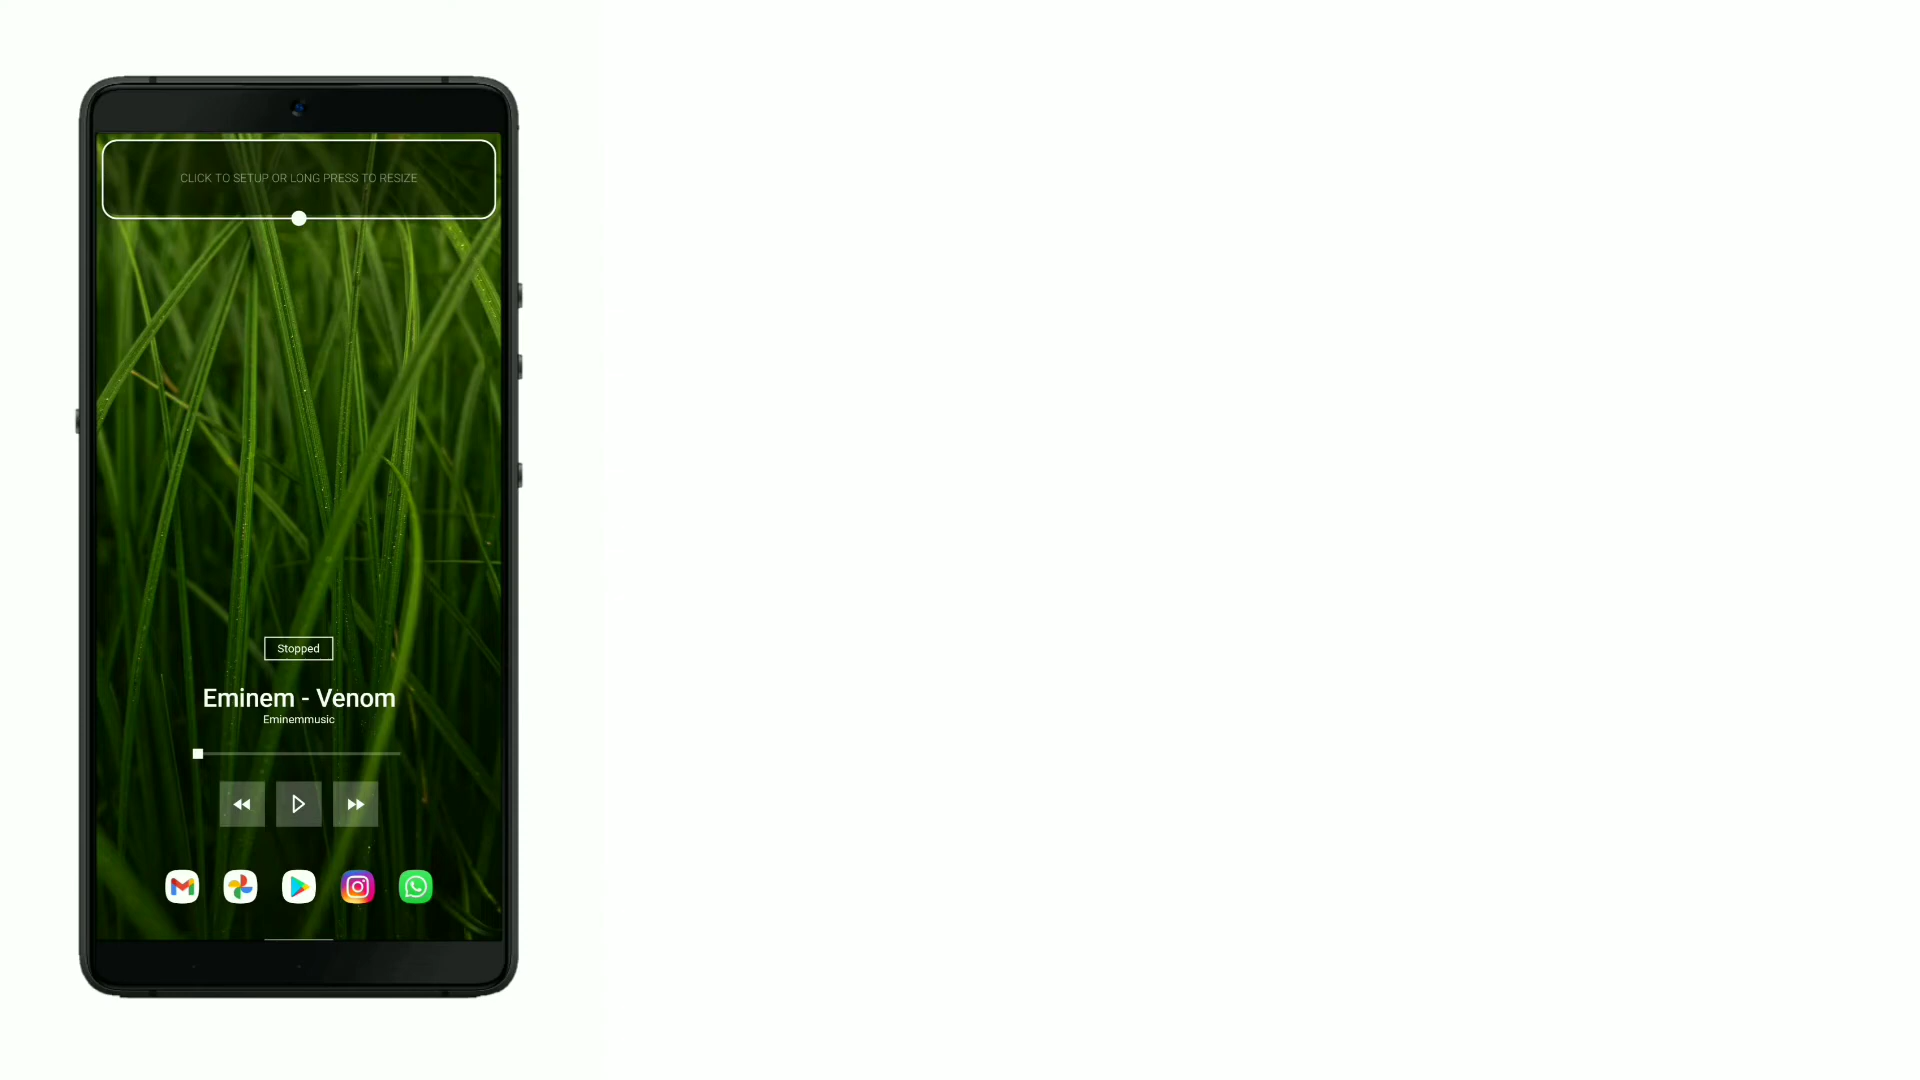 CLICK TO SETUP OR LONG PRESS TO RESIZE
Stopped
Eminem - Venom
Eminemmusic